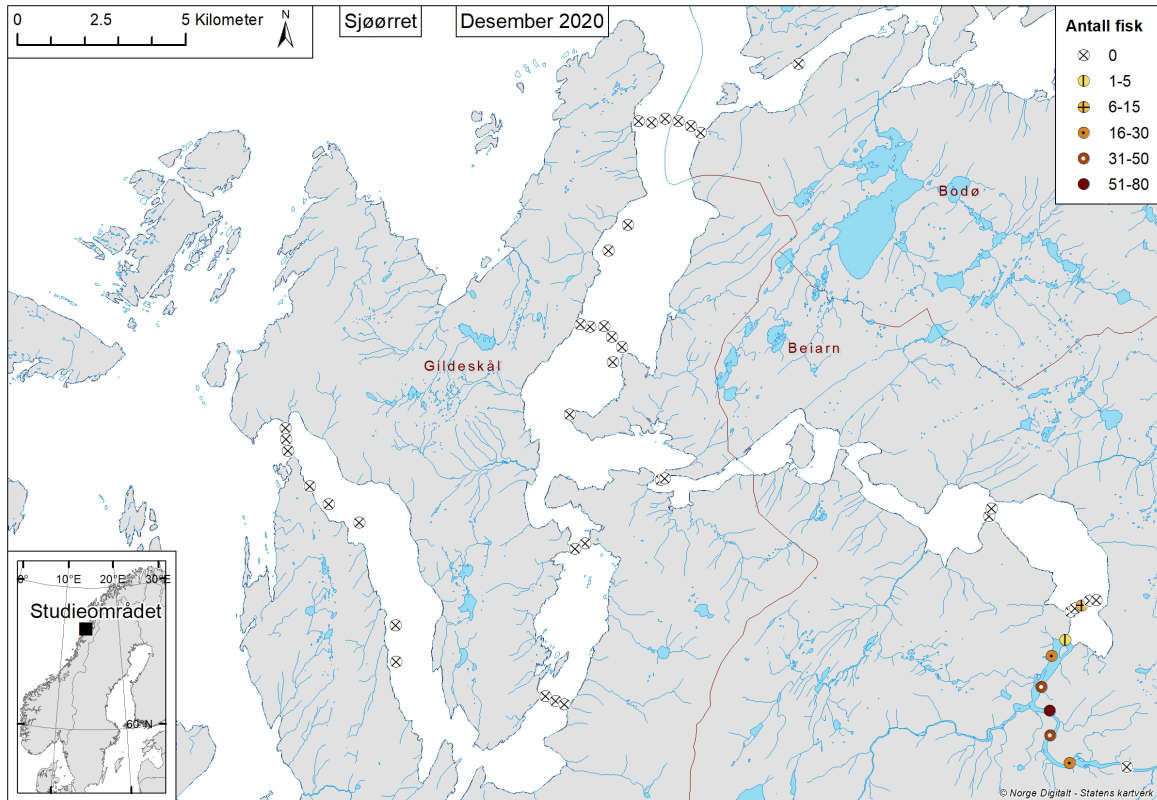 0 2.5 5 Kilometer
N
Sjøørret
Desember 2020
Antall fisk
0
1-5
6-15
16-30
31-50
51-80
Bodø
Beiarn
Gildeskål
0° 10°E 20°E 30°E
Studieområdet
60°N
© Norge Digitalt - Statens kartverk